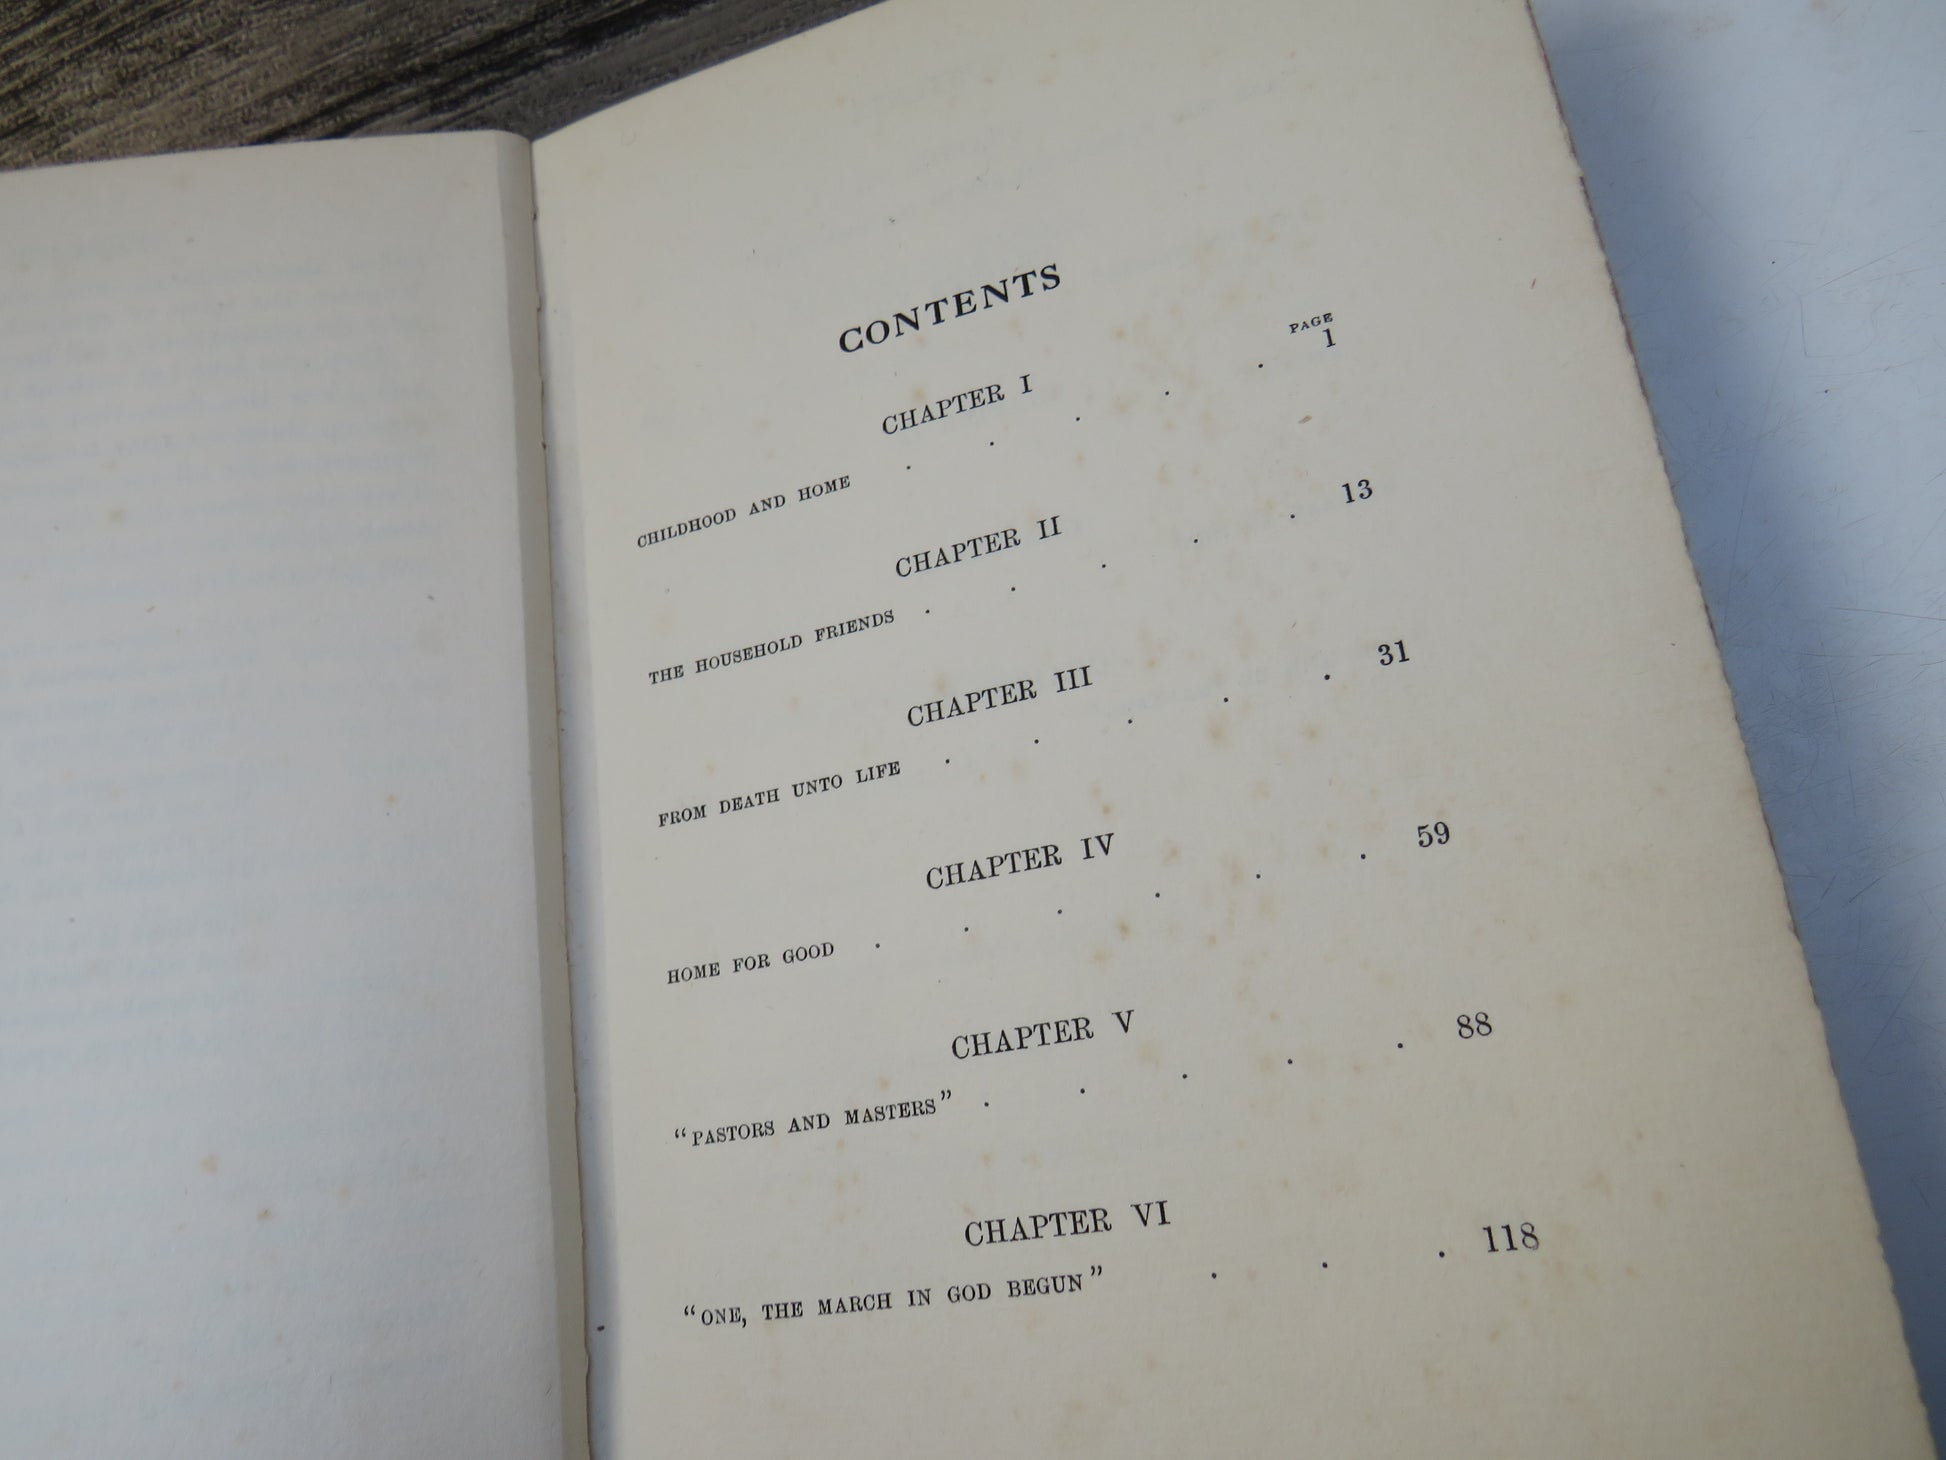 CONTENTS
PAGE
CHAPTER I
CHILDHOOD AND HOME . . . . . 1
CHAPTER II
THE HOUSEHOLD FRIENDS . . . . . 13
CHAPTER III
FROM DEATH UNTO LIFE . . . . . 31
CHAPTER IV
HOME FOR GOOD . . . . . . 59
CHAPTER V
“PASTORS AND MASTERS” . . . . . 88
CHAPTER VI
“ONE, THE MARCH IN GOD BEGUN” . . . 118